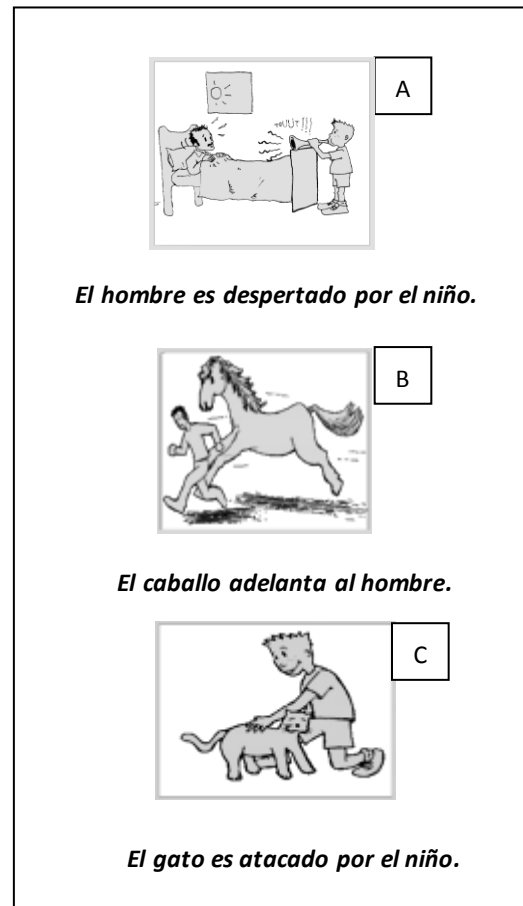 A
TOUUT!!!
El hombre es despertado por el niño.
B
El caballo adelanta al hombre.
C
El gato es atacado por el niño.